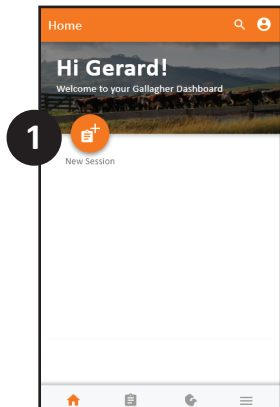 Home
Hi Gerard!
Welcome to your Gallagher Dashboard
1
New Session